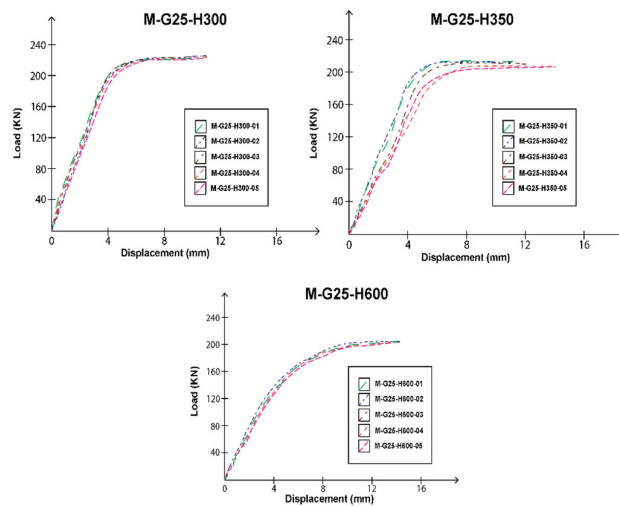 M-G25-H300
Load (KN)
240
200
160
120
80
40
0
4
8
12
16
Displacement (mm)
M-G25-H300-01
M-G25-H300-02
M-G25-H300-03
M-G25-H300-04
M-G25-H300-05
M-G25-H350
Load (KN)
240
200
160
120
80
40
0
4
8
12
16
Displacement (mm)
M-G25-H350-01
M-G25-H350-02
M-G25-H350-03
M-G25-H350-04
M-G25-H350-05
M-G25-H600
Load (KN)
240
200
160
120
80
40
0
4
8
12
16
Displacement (mm)
M-G25-H600-01
M-G25-H600-02
M-G25-H600-03
M-G25-H600-04
M-G25-H600-05